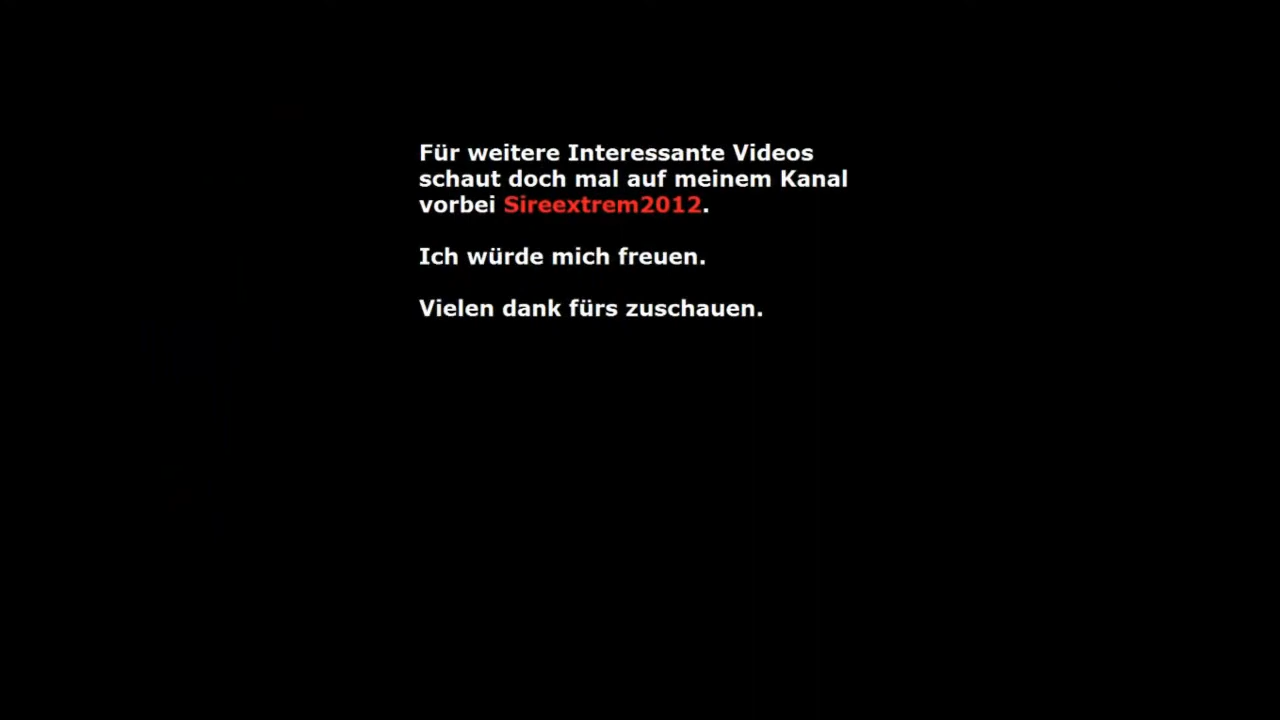 Für weitere Interessante Videos
schaut doch mal auf meinem Kanal
vorbei Sireextrem2012.
Ich würde mich freuen.
Vielen dank fürs zuschauen.